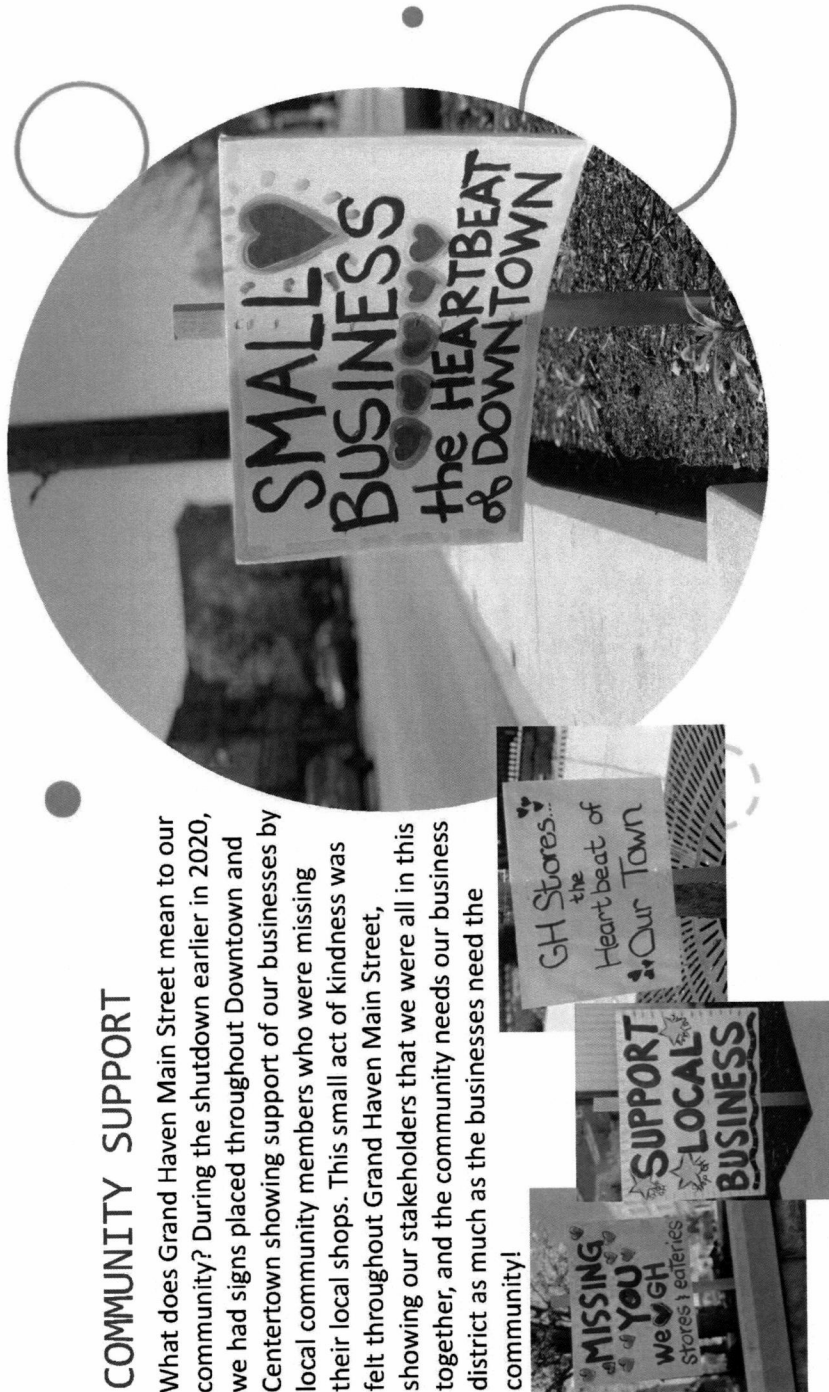 COMMUNITY SUPPORT
What does Grand Haven Main Street mean to our
community? During the shutdown earlier in 2020,
we had signs placed throughout Downtown and
Centertown showing support of our businesses by
local community members who were missing
their local shops. This small act of kindness was
felt throughout Grand Haven Main Street,
showing our stakeholders that we were all in this
together, and the community needs our business
district as much as the businesses need the
community!
MISSING
YOU
WE GH
stores & eateries
SUPPORT
LOCAL
BUSINESS
GH Stores...
the
Heartbeat of
Our Town
SMALL
BUSINESS
the HEARTBEAT
of DOWNTOWN